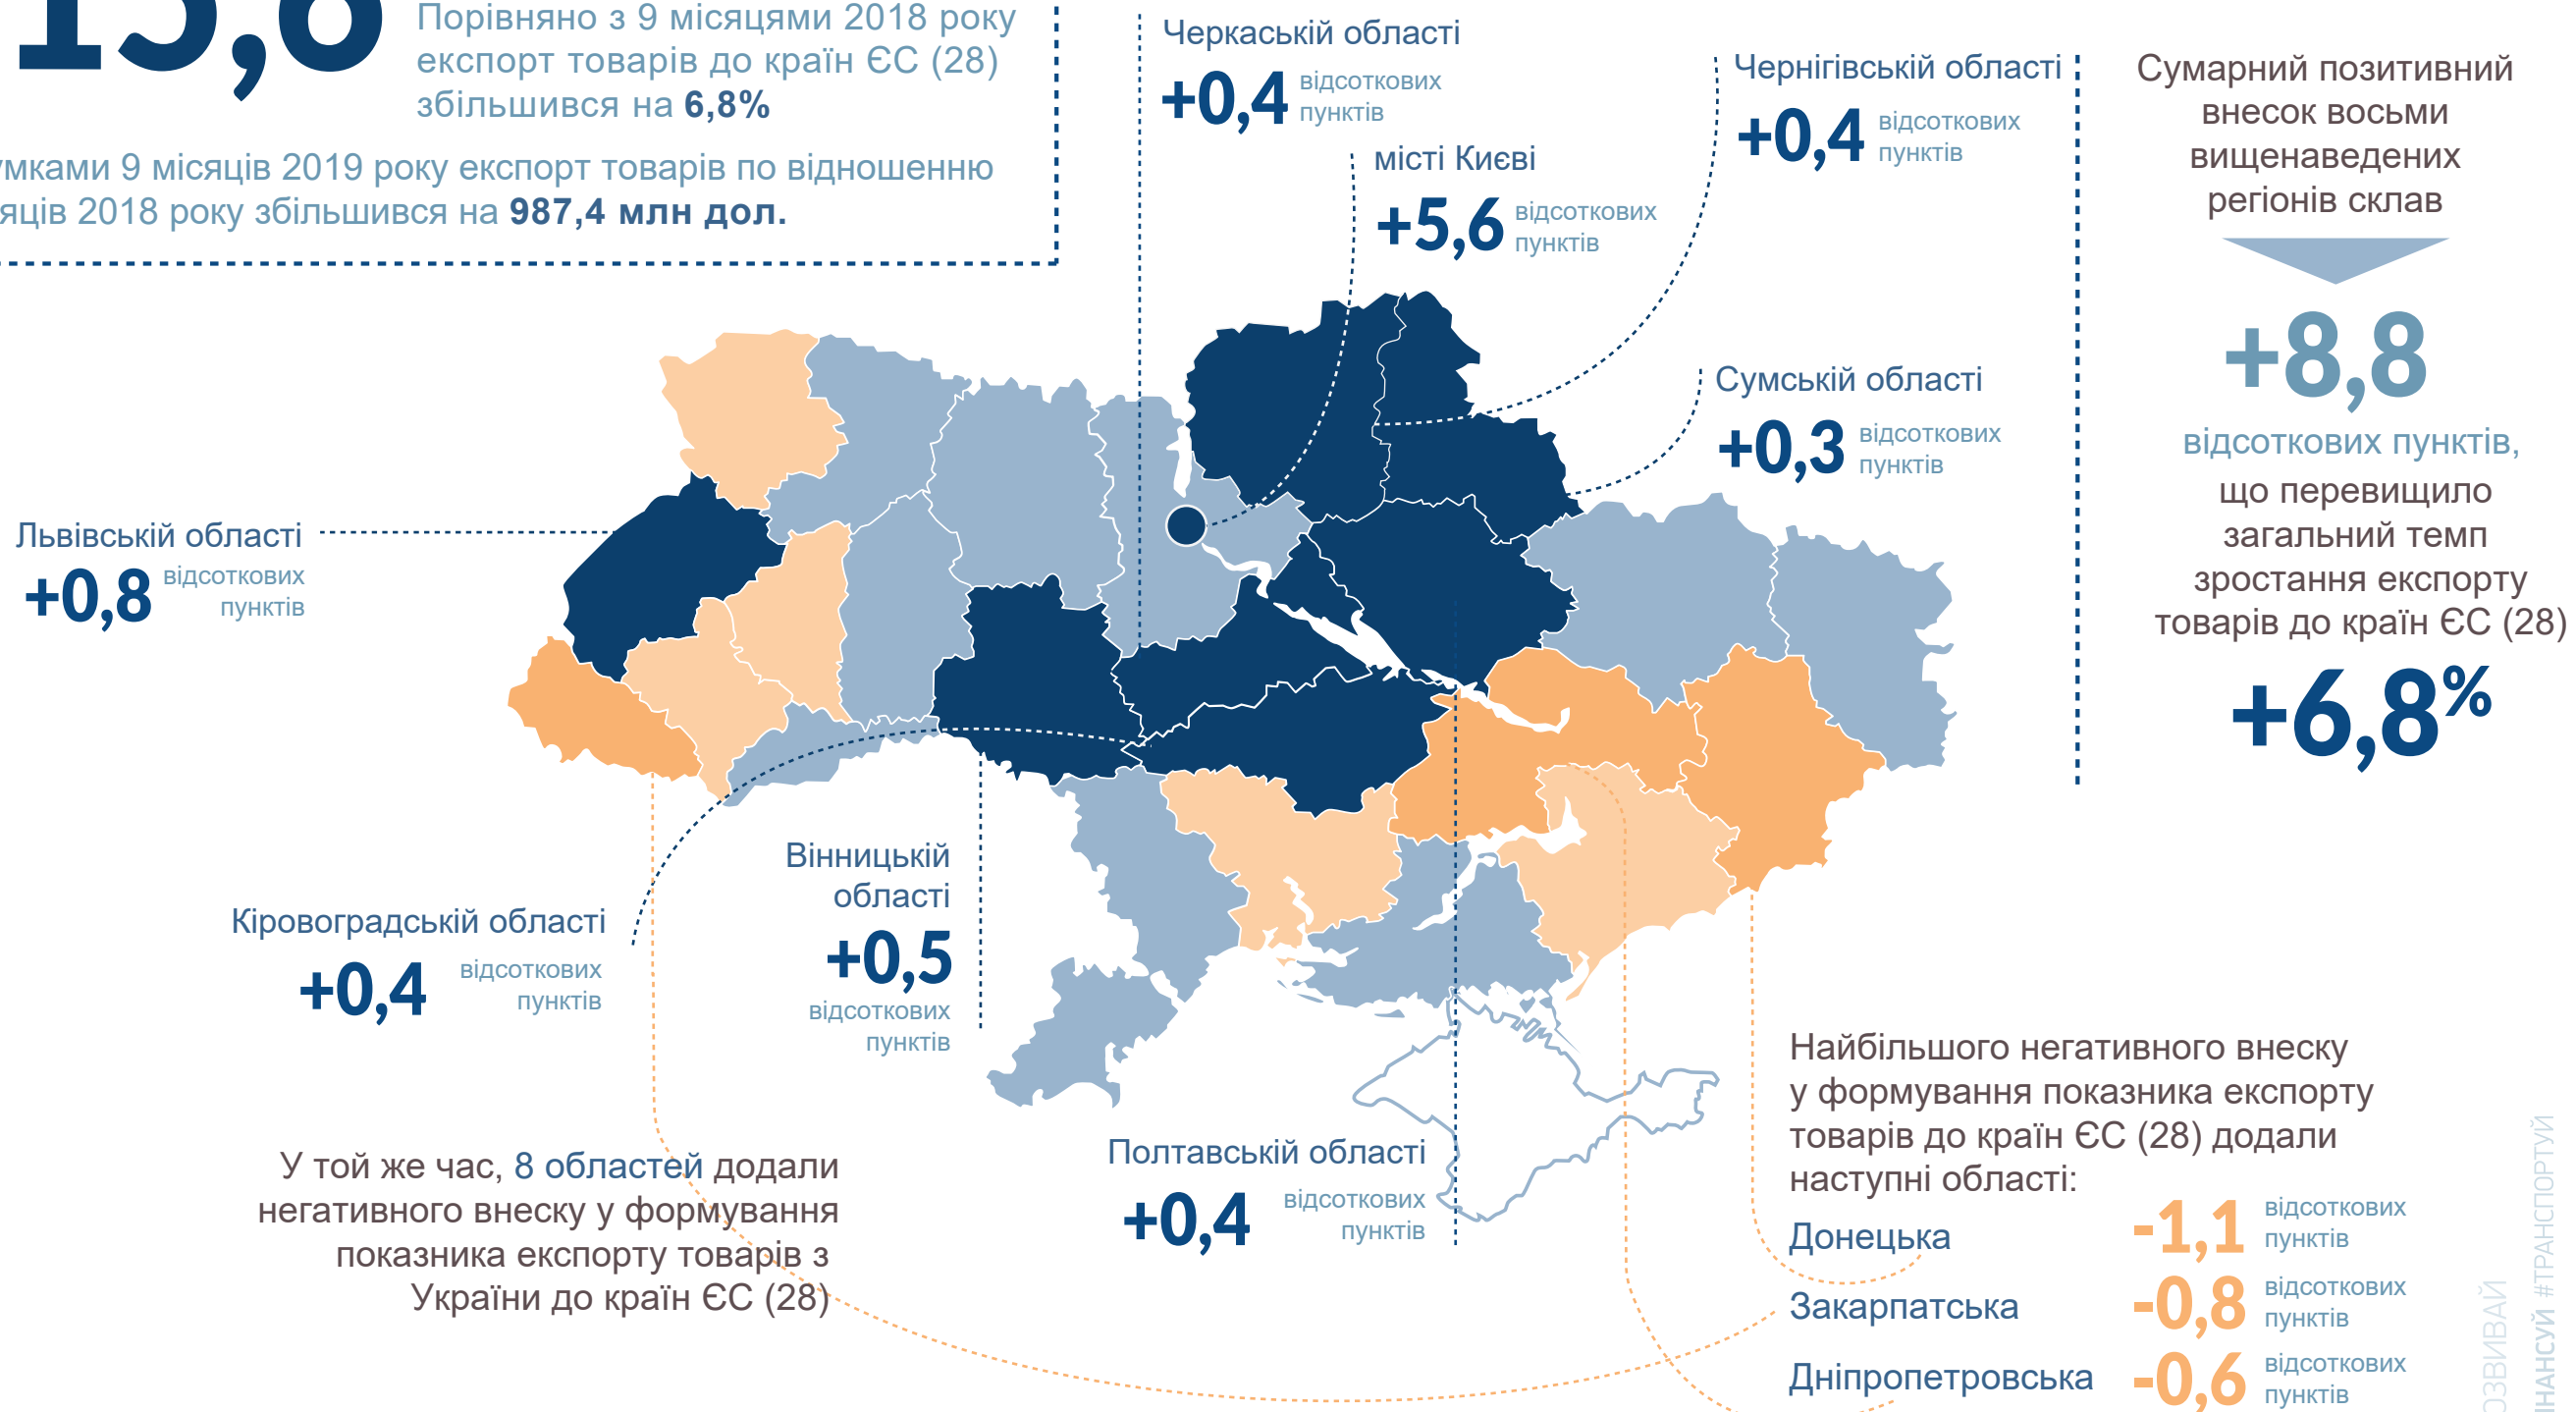 15,6
Порівняно з 9 місяцями 2018 року
експорт товарів до країн ЄС (28)
збільшився на 6,8%
9 місяців 2019 року експорт товарів по відношенню
2018 року збільшився на 987,4 млн дол.
Черкаській області
+0,4 відсоткових
пунктів
місті Києві
+5,6 відсоткових
пунктів
Чернігівській області
+0,4 відсоткових
пунктів
Сумській області
+0,3 відсоткових
пунктів
Сумарний позитивний
внесок восьми
вищенаведених
регіонів склав
+8,8
відсоткових пунктів,
що перевищило
загальний темп
зростання експорту
товарів до країн ЄС (28)
+6,8%
Львівській області
+0,8 відсоткових
пунктів
Кіровоградській області
+0,4 відсоткових
пунктів
Вінницькій
області
+0,5
відсоткових
пунктів
Полтавській області
+0,4 відсоткових
пунктів
У той же час, 8 областей додали
негативного внеску у формування
показника експорту товарів з
України до країн ЄС (28)
Найбільшого негативного внеску
у формування показника експорту
товарів до країн ЄС (28) додали
наступні області:
Донецька -1,1 відсоткових
пунктів
Закарпатська -0,8 відсоткових
пунктів
Дніпропетровська -0,6 відсоткових
пунктів
#ТРАНСПОРТУЙ